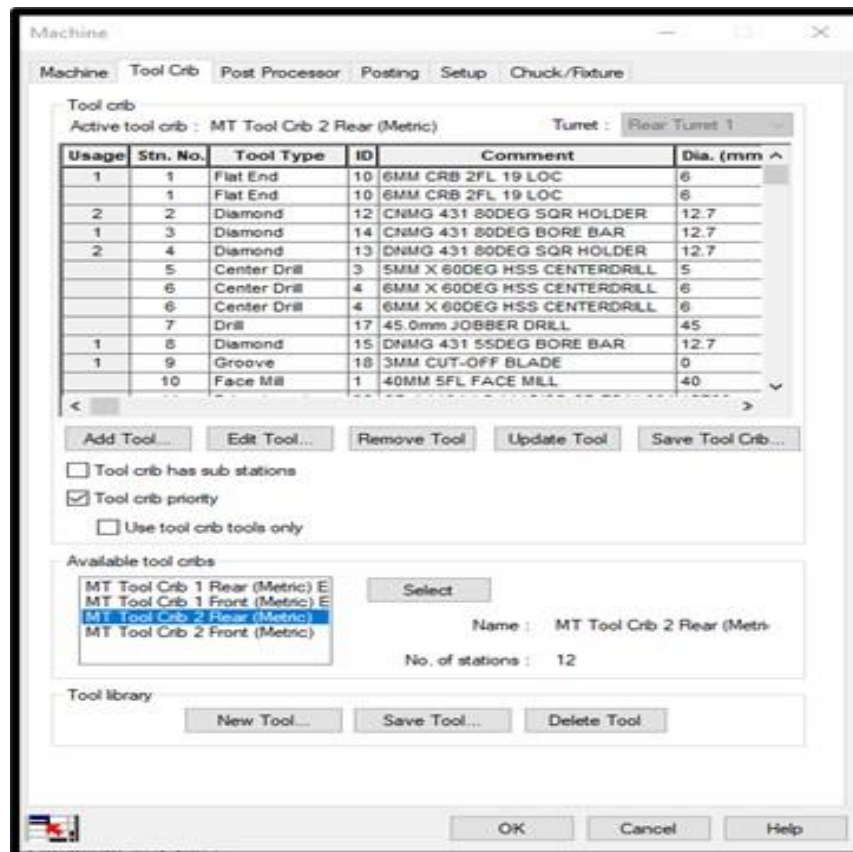 Machine
Machine Tool Crib Post Processor Posting Setup Chuck/Fixture
Tool crib
Active tool crib : MT Tool Crib 2 Rear (Metric) Turret : Rear Turret 1
Usage Stn. No. Tool Type ID Comment Dia. (mm
1 1 Flat End 10 6MM CRB 2FL 19 LOC 6
1 Flat End 10 6MM CRB 2FL 19 LOC 6
2 2 Diamond 12 CNMG 431 80DEG SQR HOLDER 12.7
1 3 Diamond 14 CNMG 431 80DEG BORE BAR 12.7
2 4 Diamond 13 DNMG 431 80DEG SQR HOLDER 12.7
5 Center Drill 3 5MM X 60DEG HSS CENTERDRILL 5
6 Center Drill 4 6MM X 60DEG HSS CENTERDRILL 6
6 Center Drill 4 6MM X 60DEG HSS CENTERDRILL 6
7 Drill 17 45.0mm JOBBER DRILL 45
1 8 Diamond 15 DNMG 431 55DEG BORE BAR 12.7
1 9 Groove 18 3MM CUT-OFF BLADE 0
10 Face Mill 1 40MM 5FL FACE MILL 40
Add Tool... Edit Tool... Remove Tool Update Tool Save Tool Crib...
Tool crib has sub stations
Tool crib priority
Use tool crib tools only
Available tool cribs
MT Tool Crib 1 Rear (Metric) E
MT Tool Crib 1 Front (Metric) E
MT Tool Crib 2 Rear (Metric)
MT Tool Crib 2 Front (Metric)
Select
Name : MT Tool Crib 2 Rear (Metri
No. of stations : 12
Tool library
New Tool... Save Tool... Delete Tool
OK Cancel Help